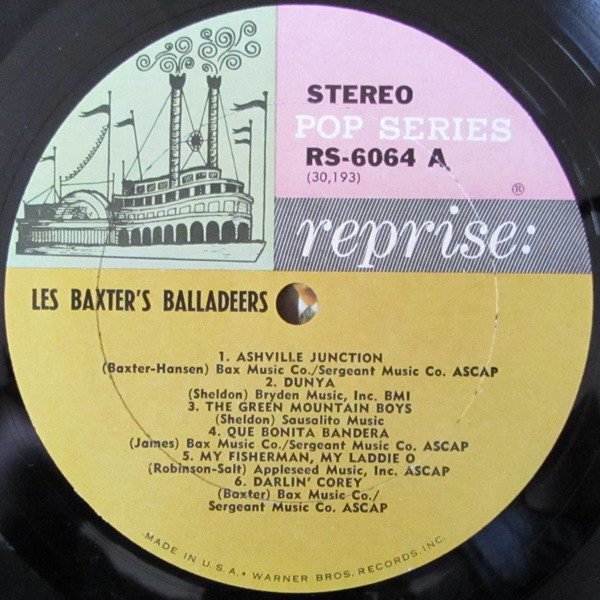 STEREO
POP SERIES
RS-6064 A
(30,193)
®
reprise:
LES BAXTER'S BALLADEERS
1. ASHVILLE JUNCTION
(Baxter-Hansen) Bax Music Co./Sergeant Music Co. ASCAP
2. DUNYA
(Sheldon) Bryden Music, Inc. BMI
3. THE GREEN MOUNTAIN BOYS
(Sheldon) Sausalito Music
4. QUE BONITA BANDERA
(James) Bax Music Co./Sergeant Music Co. ASCAP
5. MY FISHERMAN, MY LADDIE O
(Robinson-Salt) Appleseed Music, Inc. ASCAP
6. DARLIN' COREY
(Baxter) Bax Music Co./
Sergeant Music Co. ASCAP
MADE IN U.S.A. • WARNER BROS. RECORDS, INC.